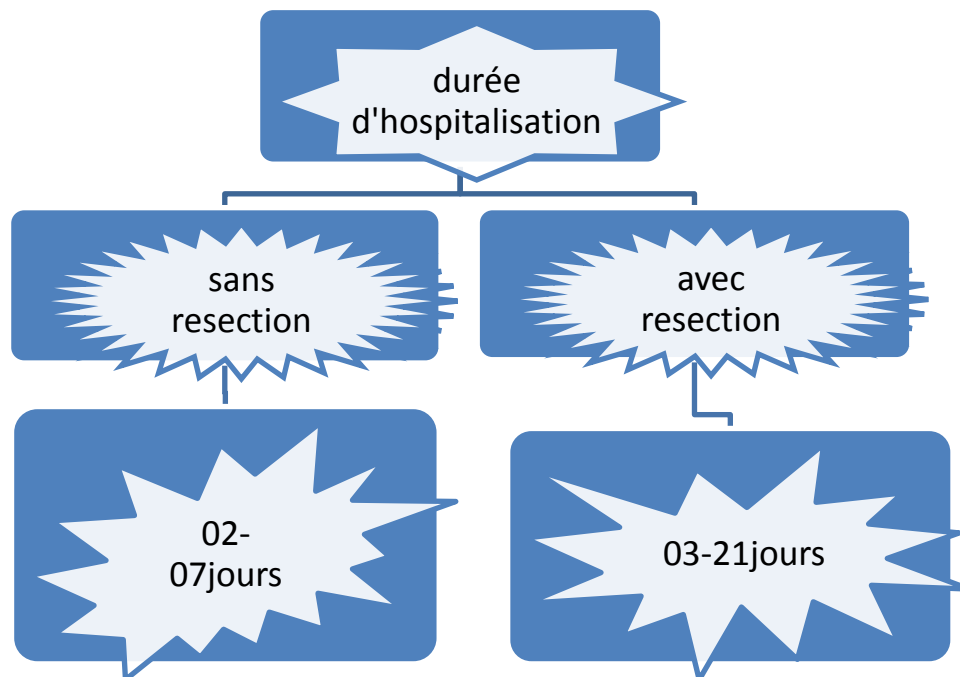 durée
d'hospitalisation
sans
resection
avec
resection
02-
07jours
03-21jours